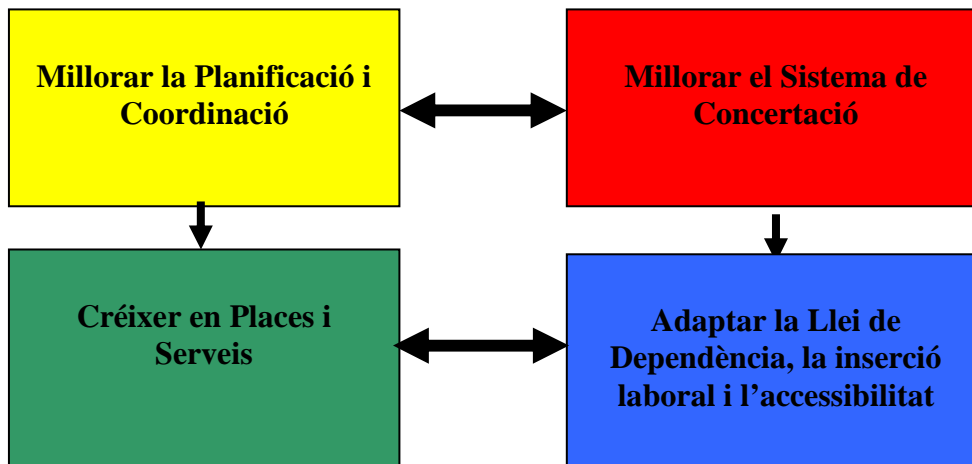 Millorar la Planificació i
Coordinació
Millorar el Sistema de
Concertació
Créixer en Places i
Serveis
Adaptar la Llei de
Dependència, la inserció
laboral i l’accessibilitat